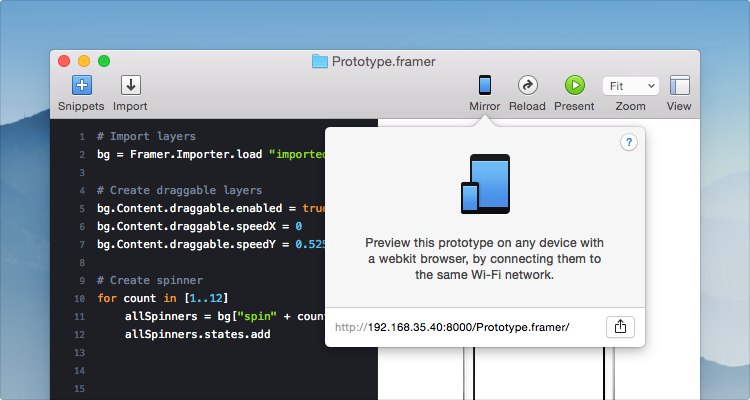 Prototype.framer
Snippets Import Mirror Reload Present Fit Zoom View
1 # Import layers
2 bg = Framer.Importer.load "imported
3
4 # Create draggable layers
5 bg.Content.draggable.enabled = true
6 bg.Content.draggable.speedX = 0
7 bg.Content.draggable.speedY = 0.525
8
9 # Create spinner
10 for count in [1..12]
11 allSpinners = bg["spin" + count
12 allSpinners.states.add
13
14
15
?
Preview this prototype on any device with
a webkit browser, by connecting them to
the same Wi-Fi network.
http://192.168.35.40:8000/Prototype.framer/